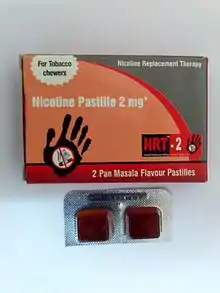 For Tobacco
chewers
Nicotine Replacement Therapy
Nicotine Pastille 2 mg*
NRT - 2
2 Pan Masala Flavour Pastilles